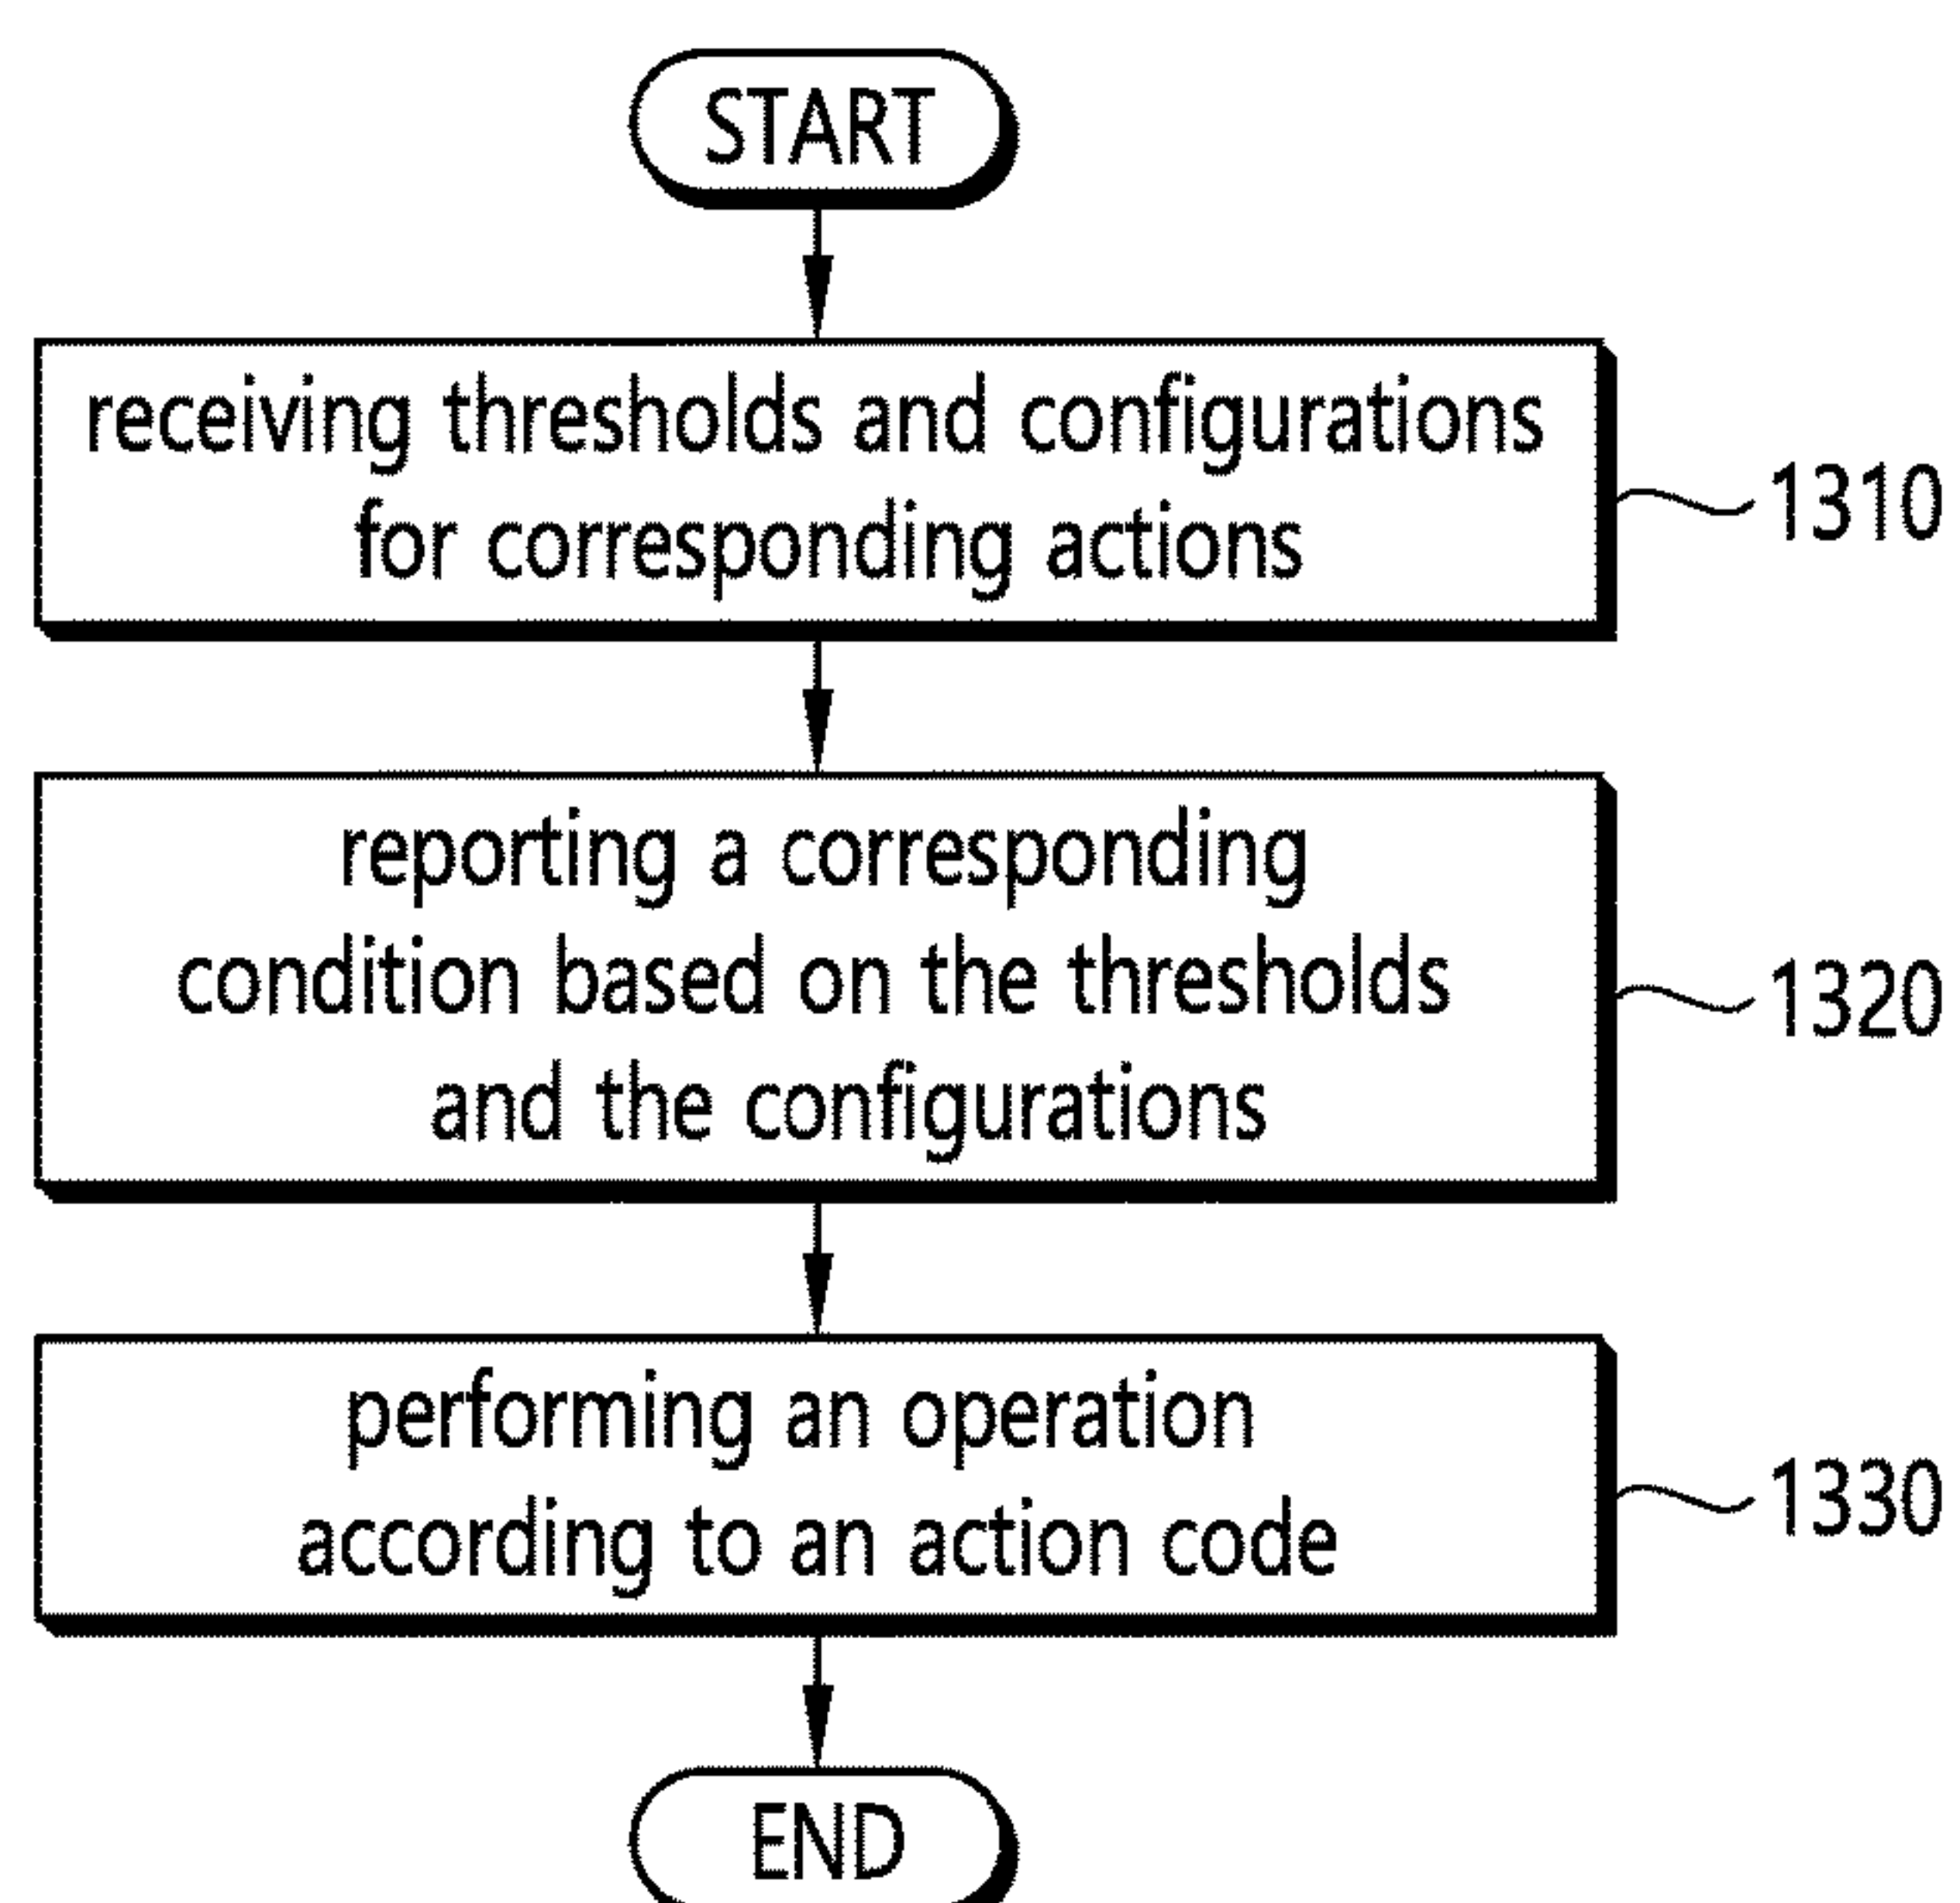 START
receiving thresholds and configurations
for corresponding actions
1310
reporting a corresponding
condition based on the thresholds
and the configurations
1320
performing an operation
according to an action code
1330
END